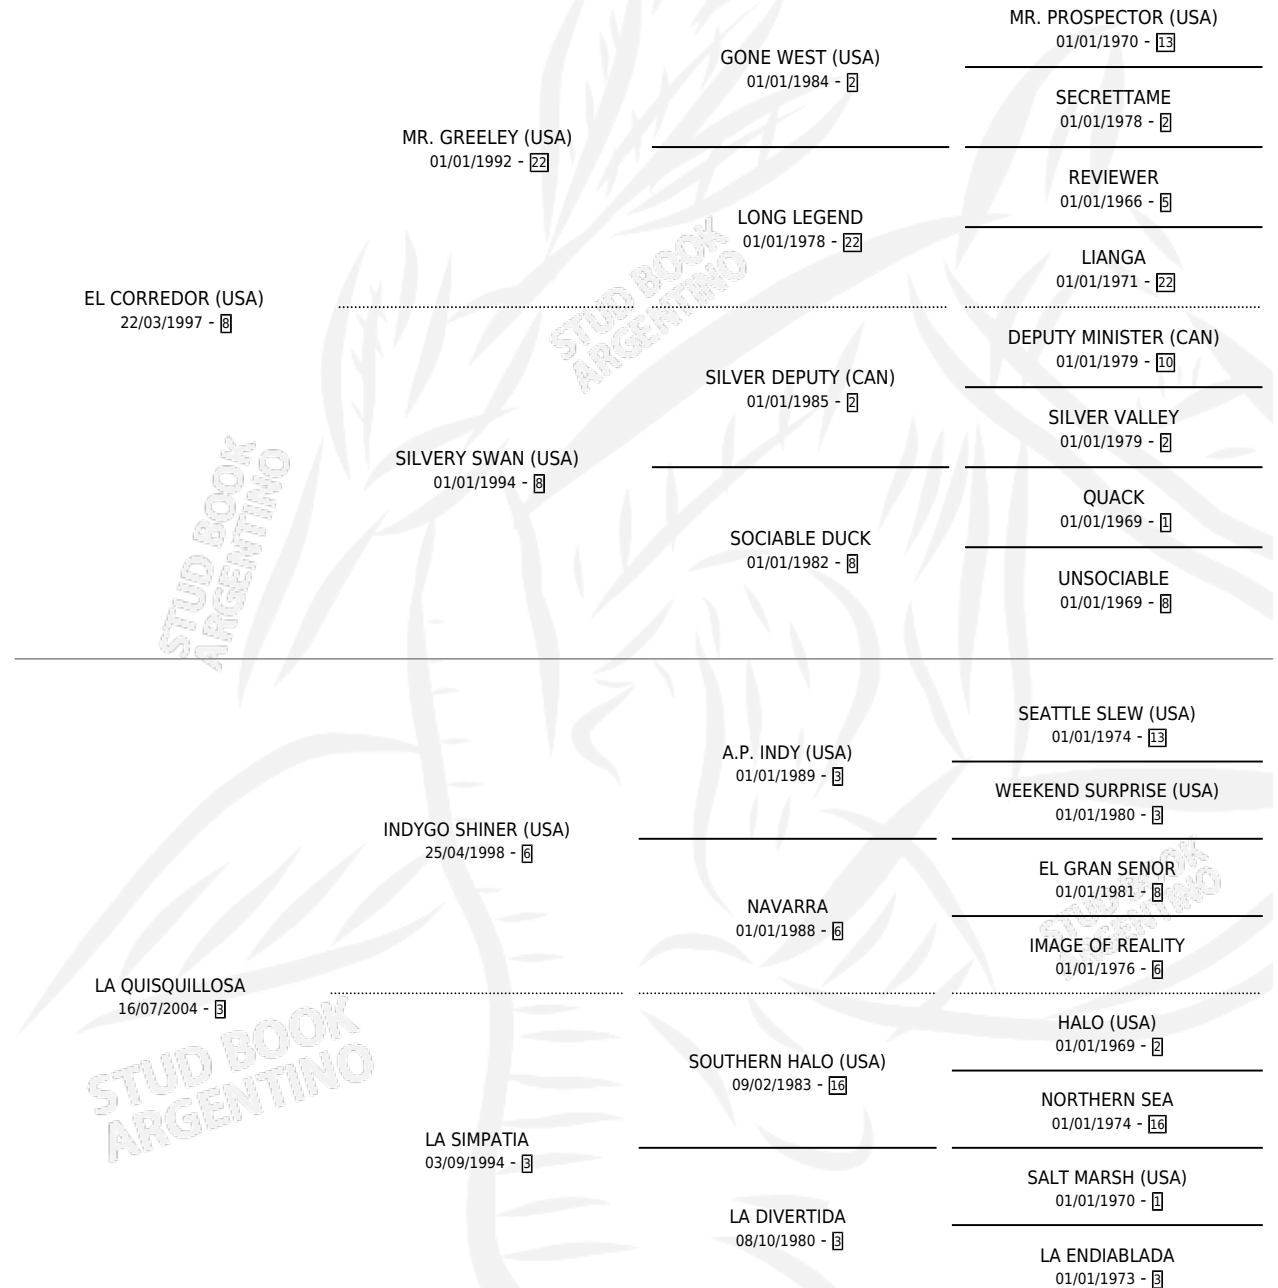 MR. PROSPECTOR (USA)
01/01/1970 - 13
GONE WEST (USA)
01/01/1984 - 2
SECRETTAME
01/01/1978 - 2
MR. GREELEY (USA)
01/01/1992 - 22
REVIEWER
01/01/1966 - 5
LONG LEGEND
01/01/1978 - 22
LIANGA
01/01/1971 - 22
EL CORREDOR (USA)
22/03/1997 - 8
DEPUTY MINISTER (CAN)
01/01/1979 - 10
SILVER DEPUTY (CAN)
01/01/1985 - 2
SILVER VALLEY
01/01/1979 - 2
SILVERY SWAN (USA)
01/01/1994 - 8
QUACK
01/01/1969 - 1
SOCIABLE DUCK
01/01/1982 - 8
UNSOCIABLE
01/01/1969 - 8
SEATTLE SLEW (USA)
01/01/1974 - 13
A.P. INDY (USA)
01/01/1989 - 3
WEEKEND SURPRISE (USA)
01/01/1980 - 3
INDYGO SHINER (USA)
25/04/1998 - 6
EL GRAN SENOR
01/01/1981 - 8
NAVARRA
01/01/1988 - 6
IMAGE OF REALITY
01/01/1976 - 6
LA QUISQUILLOSA
16/07/2004 - 3
HALO (USA)
01/01/1969 - 2
SOUTHERN HALO (USA)
09/02/1983 - 16
NORTHERN SEA
01/01/1974 - 16
LA SIMPATIA
03/09/1994 - 3
SALT MARSH (USA)
01/01/1970 - 1
LA DIVERTIDA
08/10/1980 - 3
LA ENDIABLADA
01/01/1973 - 3
STUD BOOK
ARGENTINO
STUD BOOK
ARGENTINO
STUD BOOK
ARGENTINO
STUD BOOK
ARGENTINO